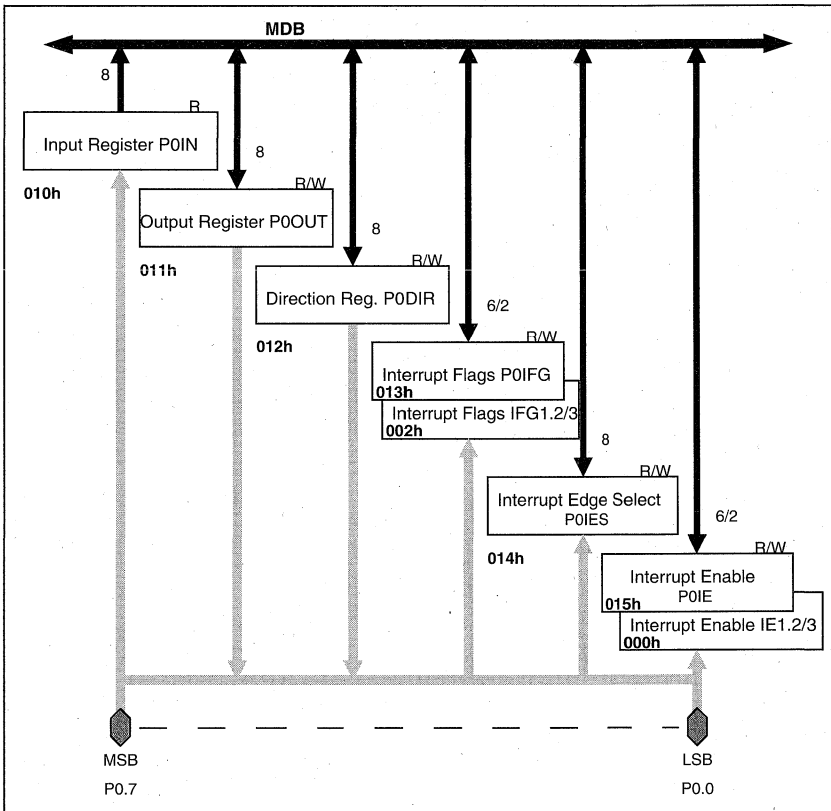 MDB
8
R
Input Register P0IN
010h
8
R/W
Output Register P0OUT
011h
8
R/W
Direction Reg. P0DIR
012h
6/2
R/W
Interrupt Flags P0IFG
013h
Interrupt Flags IFG1.2/3
002h
8
R/W
Interrupt Edge Select
P0IES
014h
6/2
R/W
Interrupt Enable
P0IE
015h
Interrupt Enable IE1.2/3
000h
MSB
LSB
P0.7
P0.0